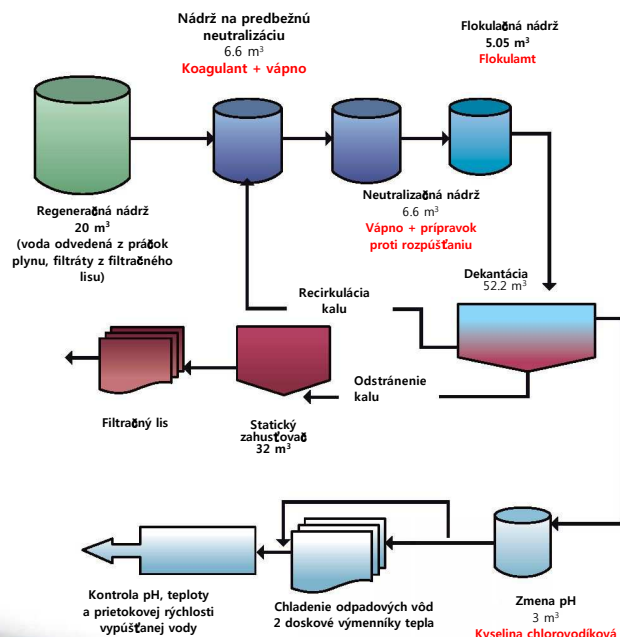 Nádrž na predbežnú
neutralizáciu
6.6 m³
Koagulant + vápno
Flokulačná nádrž
5.05 m³
Flokulamt
Regeneračná nádrž
20 m³
(voda odvedená z práčok
plynu, filtráty z filtračného
lisu)
Neutralizačná nádrž
6.6 m³
Vápno + prípravok
proti rozpúšťaniu
Dekantácia
52.2 m³
Recirkulácia
kalu
Odstránenie
kalu
Filtračný lis
Statický
zahusťovač
32 m³
Kontrola pH, teploty
a prietokovej rýchlosti
vypúšťanej vody
Chladenie odpadových vôd
2 doskové výmenníky tepla
Zmena pH
3 m³
Kyselina chlorovodíková